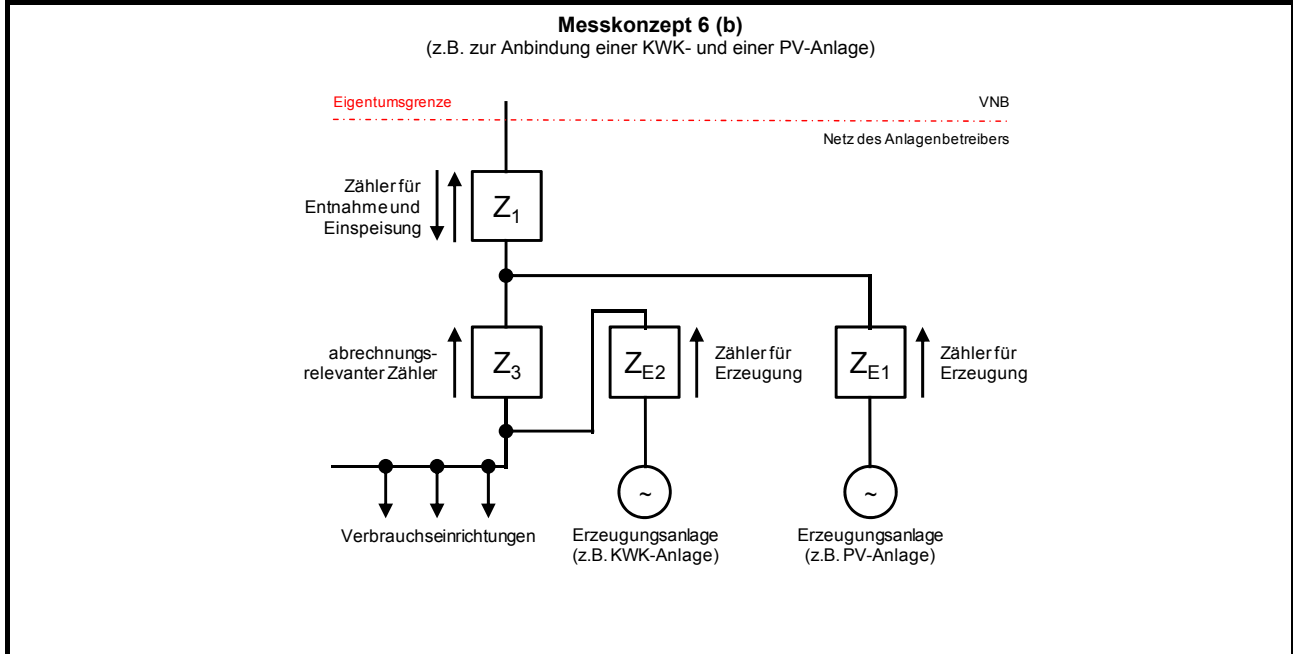 Messkonzept 6 (b)
(z.B. zur Anbindung einer KWK- und einer PV-Anlage)
Eigentumsgrenze
VNB
Netz des Anlagenbetreibers
Zähler für
Entnahme und
Einspeisung
Z1
abrechnungs-
relevanter Zähler
Z3
ZE2
Zähler für
Erzeugung
ZE1
Zähler für
Erzeugung
~
~
Verbrauchseinrichtungen
Erzeugungsanlage
(z.B. KWK-Anlage)
Erzeugungsanlage
(z.B. PV-Anlage)